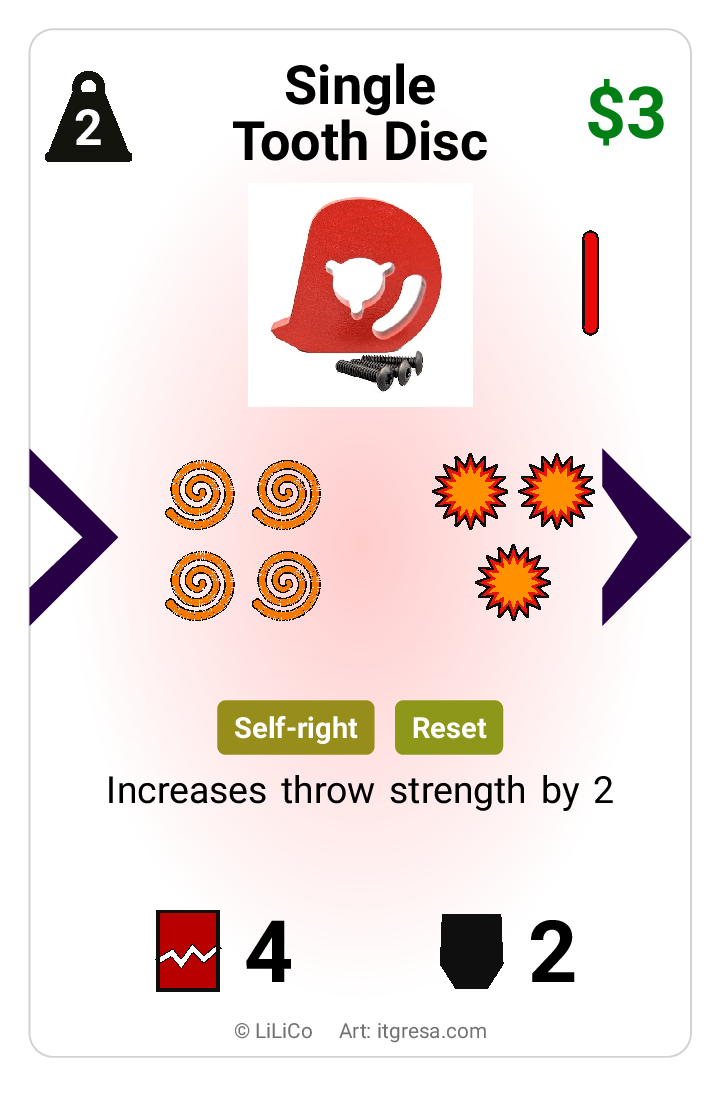 Single
Tooth Disc
2
$3
Self-right Reset
Increases throw strength by 2
4 2
© LiLiCo Art: itgresa.com